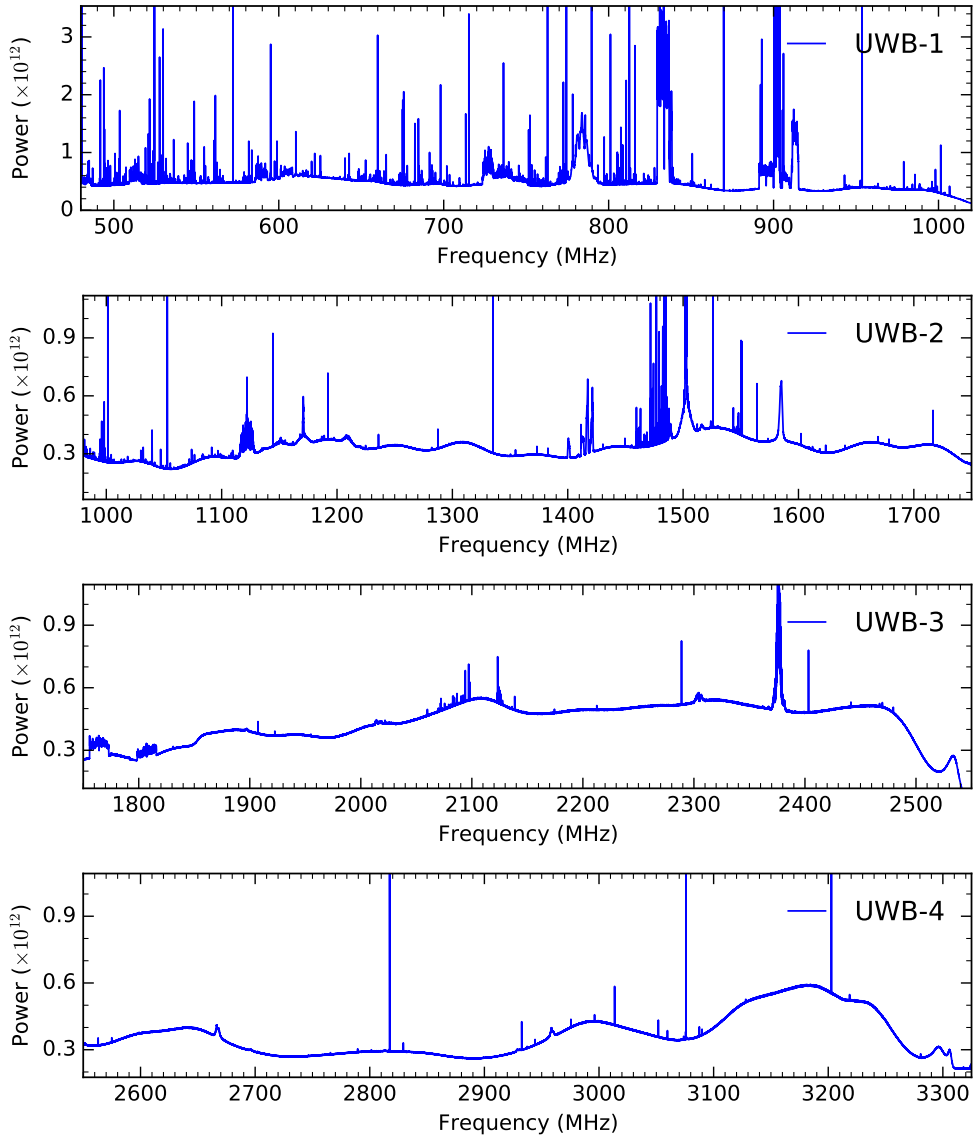 UWB-1
Power (×10¹²)
3
2
1
0
500 600 700 800 900 1000
Frequency (MHz)
UWB-2
Power (×10¹²)
0.9
0.6
0.3
1000 1100 1200 1300 1400 1500 1600 1700
Frequency (MHz)
UWB-3
Power (×10¹²)
0.9
0.6
0.3
1800 1900 2000 2100 2200 2300 2400 2500
Frequency (MHz)
UWB-4
Power (×10¹²)
0.9
0.6
0.3
2600 2700 2800 2900 3000 3100 3200 3300
Frequency (MHz)